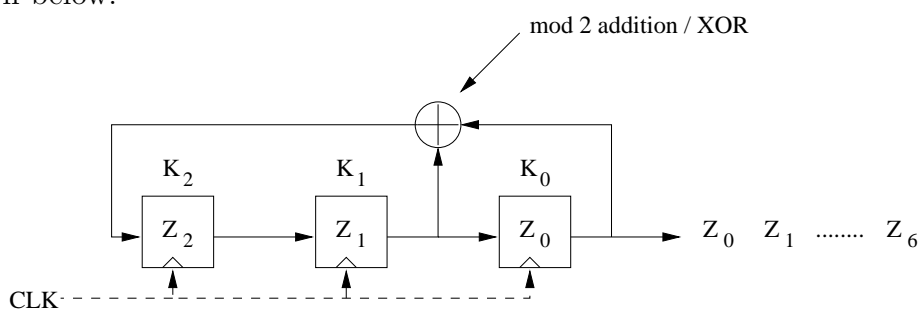 mod 2 addition / XOR
K2 K1 K0
Z2 Z1 Z0 Z0 Z1 ........ Z6
CLK